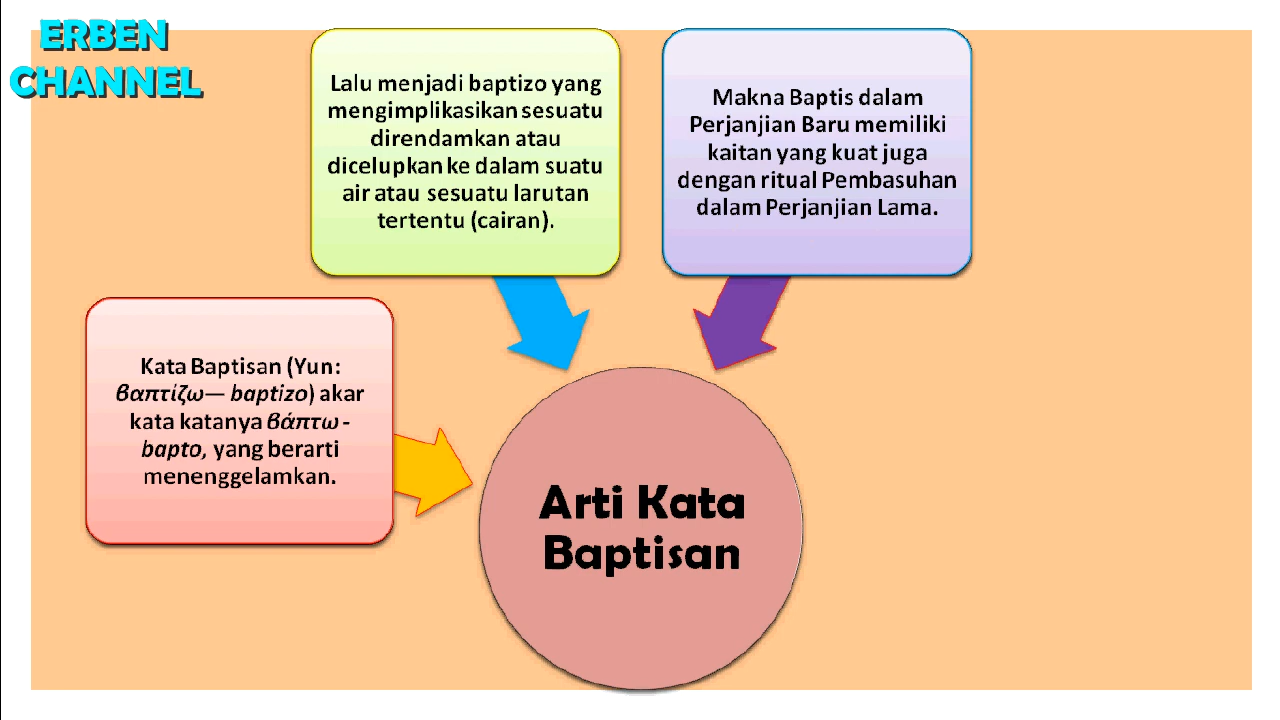 ERBEN
CHANNEL
Lalu menjadi baptizo yang
mengimplikasikan sesuatu
direndamkan atau
dicelupkan ke dalam suatu
air atau sesuatu larutan
tertentu (cairan).
Makna Baptis dalam
Perjanjian Baru memiliki
kaitan yang kuat juga
dengan ritual Pembasuhan
dalam Perjanjian Lama.
Kata Baptisan (Yun:
βαπτίζω— baptizo) akar
kata katanya βάπτω -
bapto, yang berarti
menenggelamkan.
Arti Kata
Baptisan